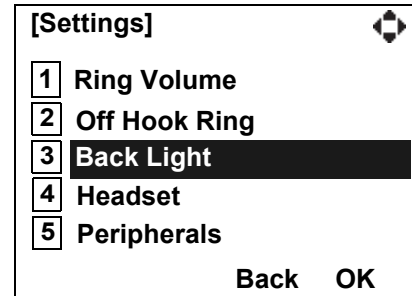 [Settings]
1 Ring Volume
2 Off Hook Ring
3 Back Light
4 Headset
5 Peripherals
Back OK